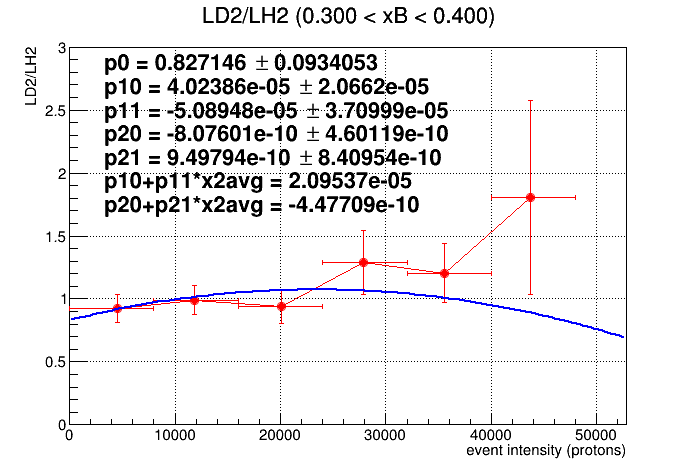 LD2/LH2 (0.300 < xB < 0.400)
LD2/LH2
3
2.5
2
1.5
1
0.5
0
p0 = 0.827146 ± 0.0934053
p10 = 4.02386e-05 ± 2.0662e-05
p11 = -5.08948e-05 ± 3.70999e-05
p20 = -8.07601e-10 ± 4.60119e-10
p21 = 9.49794e-10 ± 8.40954e-10
p10+p11*x2avg = 2.09537e-05
p20+p21*x2avg = -4.47709e-10
0 10000 20000 30000 40000 50000
event intensity (protons)